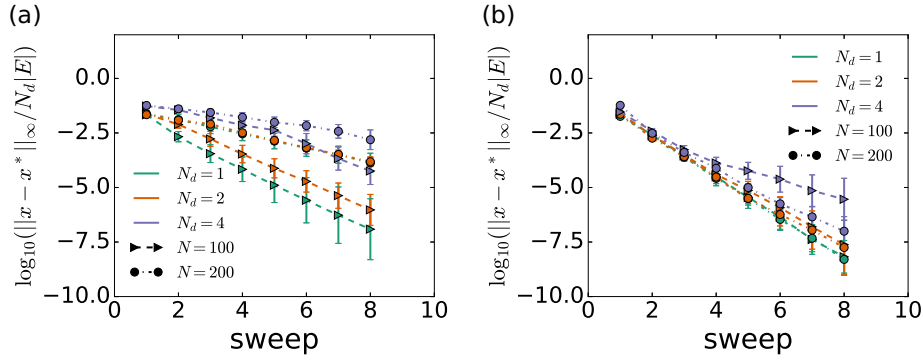 (a)
log10(||x − x*||∞/Nd|E|)
0.0
−2.5
−5.0
−7.5
−10.0
0 2 4 6 8 10
sweep
Nd = 1
Nd = 2
Nd = 4
N = 100
N = 200
(b)
log10(||x − x*||∞/Nd|E|)
0.0
−2.5
−5.0
−7.5
−10.0
0 2 4 6 8 10
sweep
Nd = 1
Nd = 2
Nd = 4
N = 100
N = 200